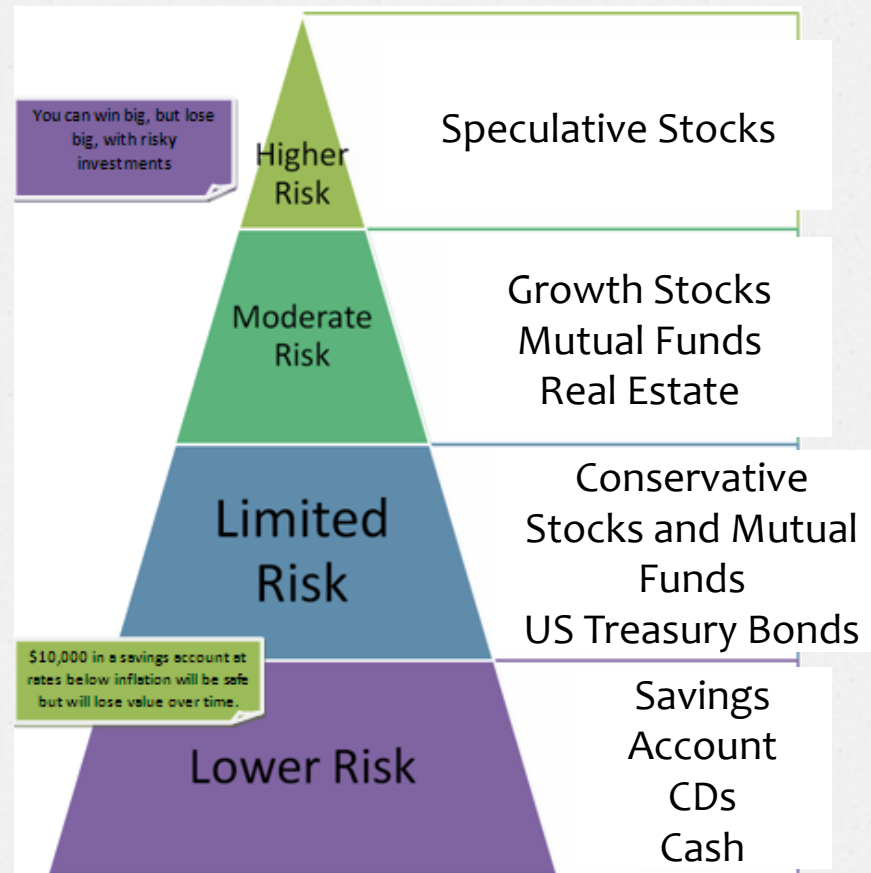 You can win big, but lose
big, with risky
investments
Higher
Risk
Speculative Stocks
Moderate
Risk
Growth Stocks
Mutual Funds
Real Estate
Limited
Risk
Conservative
Stocks and Mutual
Funds
US Treasury Bonds
$10,000 in a savings account at
rates below inflation will be safe
but will lose value over time.
Lower Risk
Savings
Account
CDs
Cash